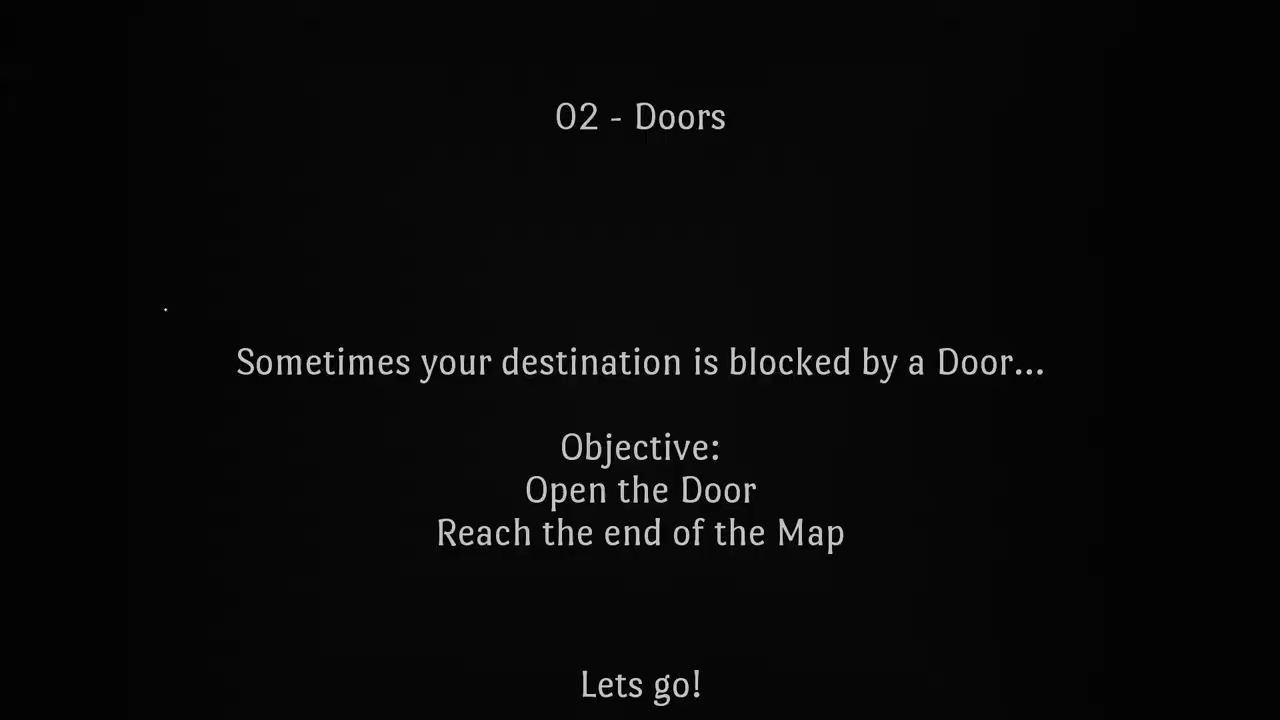 02 - Doors
Sometimes your destination is blocked by a Door...
Objective:
Open the Door
Reach the end of the Map
Lets go!